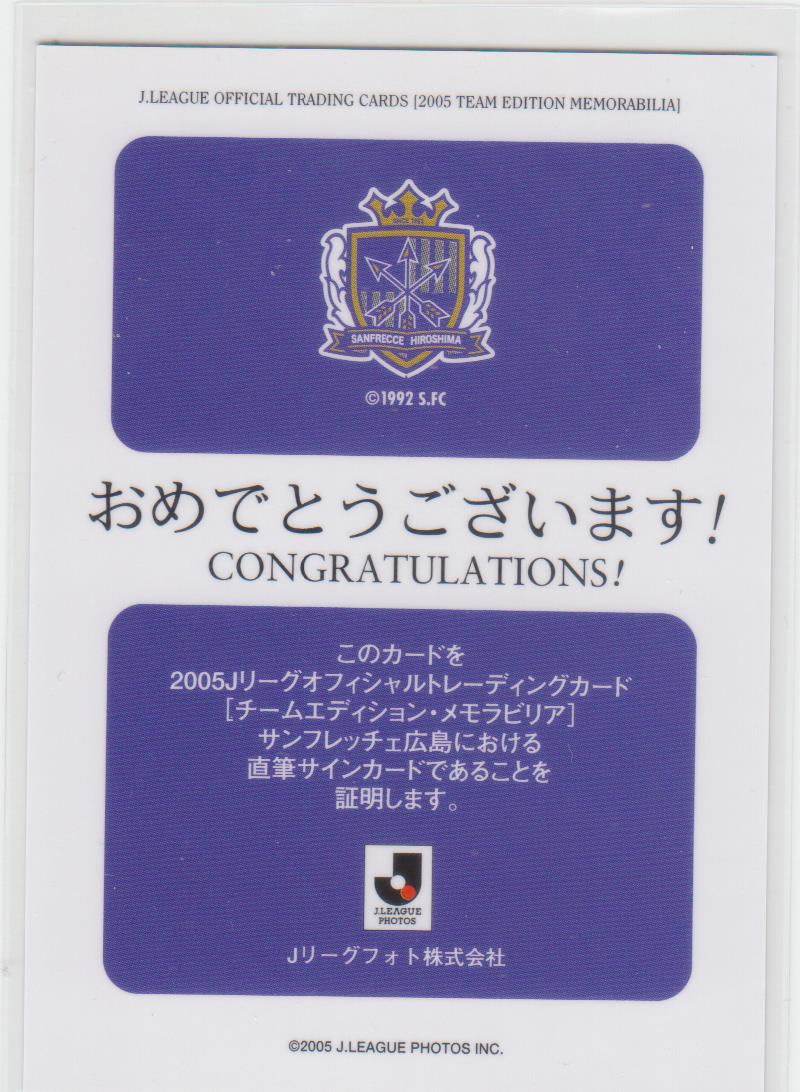 J.LEAGUE OFFICIAL TRADING CARDS [2005 TEAM EDITION MEMORABILIA]
SINCE 1992
SANFRECCE HIROSHIMA
©1992 S.FC
おめでとうございます!
CONGRATULATIONS!
このカードを
2005Jリーグオフィシャルトレーディングカード
[チームエディション・メモラビリア]
サンフレッチェ広島における
直筆サインカードであることを
証明します。
J.LEAGUE
PHOTOS
Jリーグフォト株式会社
©2005 J.LEAGUE PHOTOS INC.